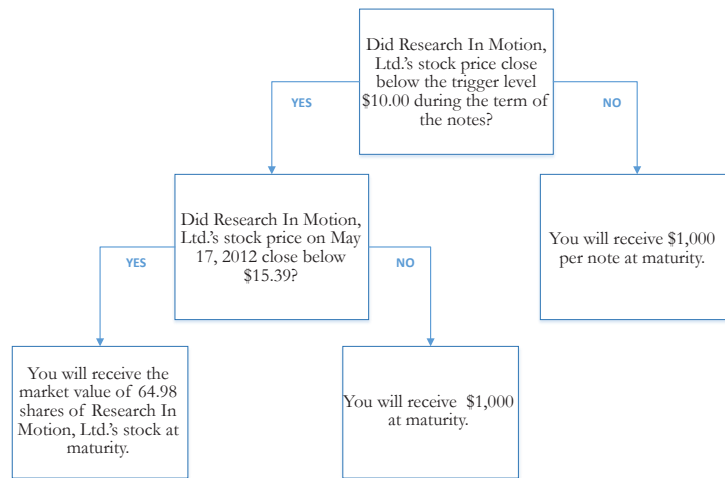 Did Research In Motion,
Ltd.'s stock price close
below the trigger level
$10.00 during the term of
the notes?
YES
NO
Did Research In Motion,
Ltd.'s stock price on May
17, 2012 close below
$15.39?
You will receive $1,000
per note at maturity.
YES
NO
You will receive the
market value of 64.98
shares of Research In
Motion, Ltd.'s stock at
maturity.
You will receive $1,000
at maturity.